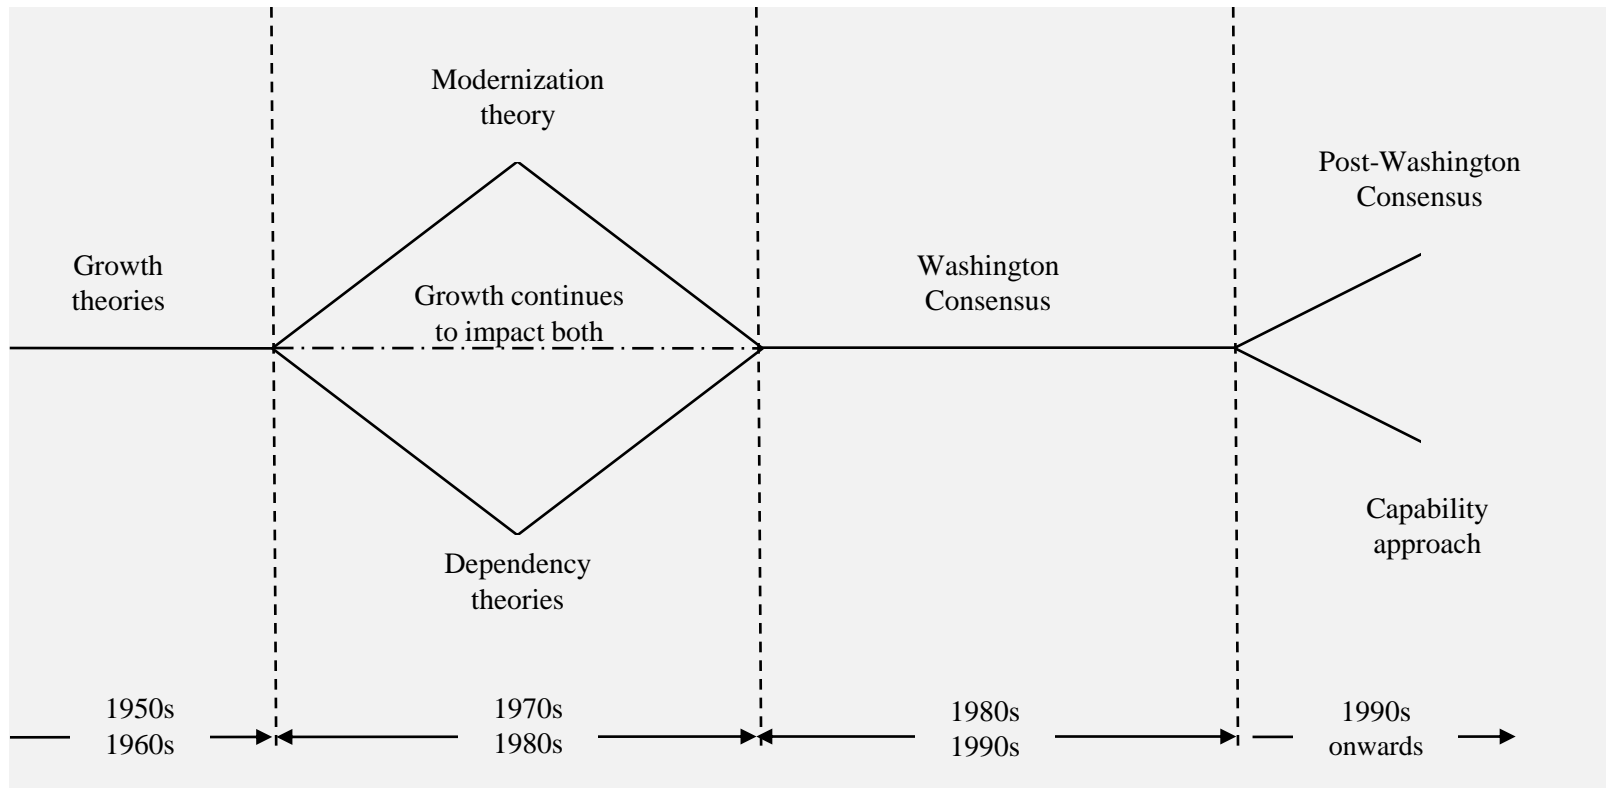 Modernization
theory
Post-Washington
Consensus
Growth
theories
Growth continues
to impact both
Washington
Consensus
Capability
approach
Dependency
theories
1950s
1960s
1970s
1980s
1980s
1990s
1990s
onwards